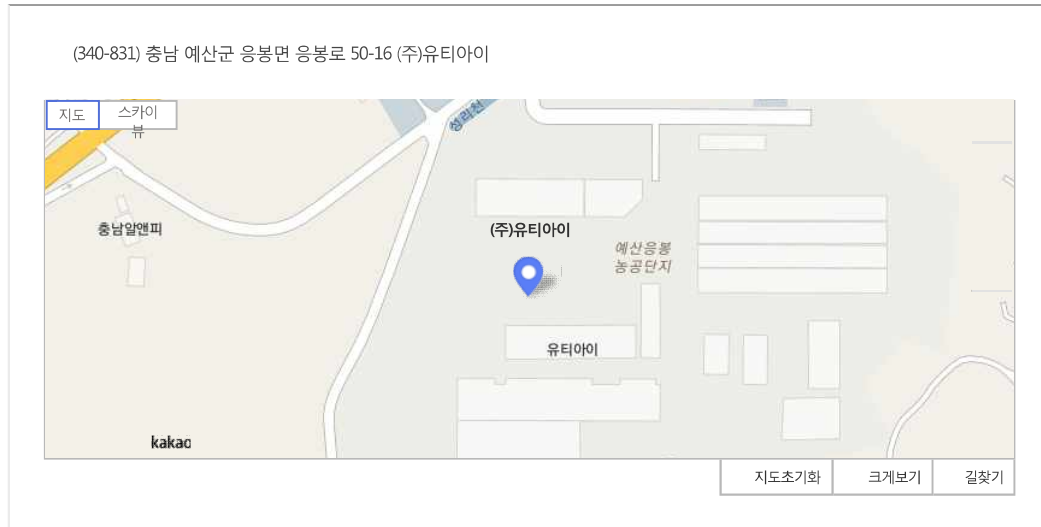 (340-831) 충남 예산군 응봉면 응봉로 50-16 (주)유티아이
지도
스카이
뷰
성리천
충남알앤피
(주)유티아이
예산응봉
농공단지
유티아이
kakao
지도초기화
크게보기
길찾기